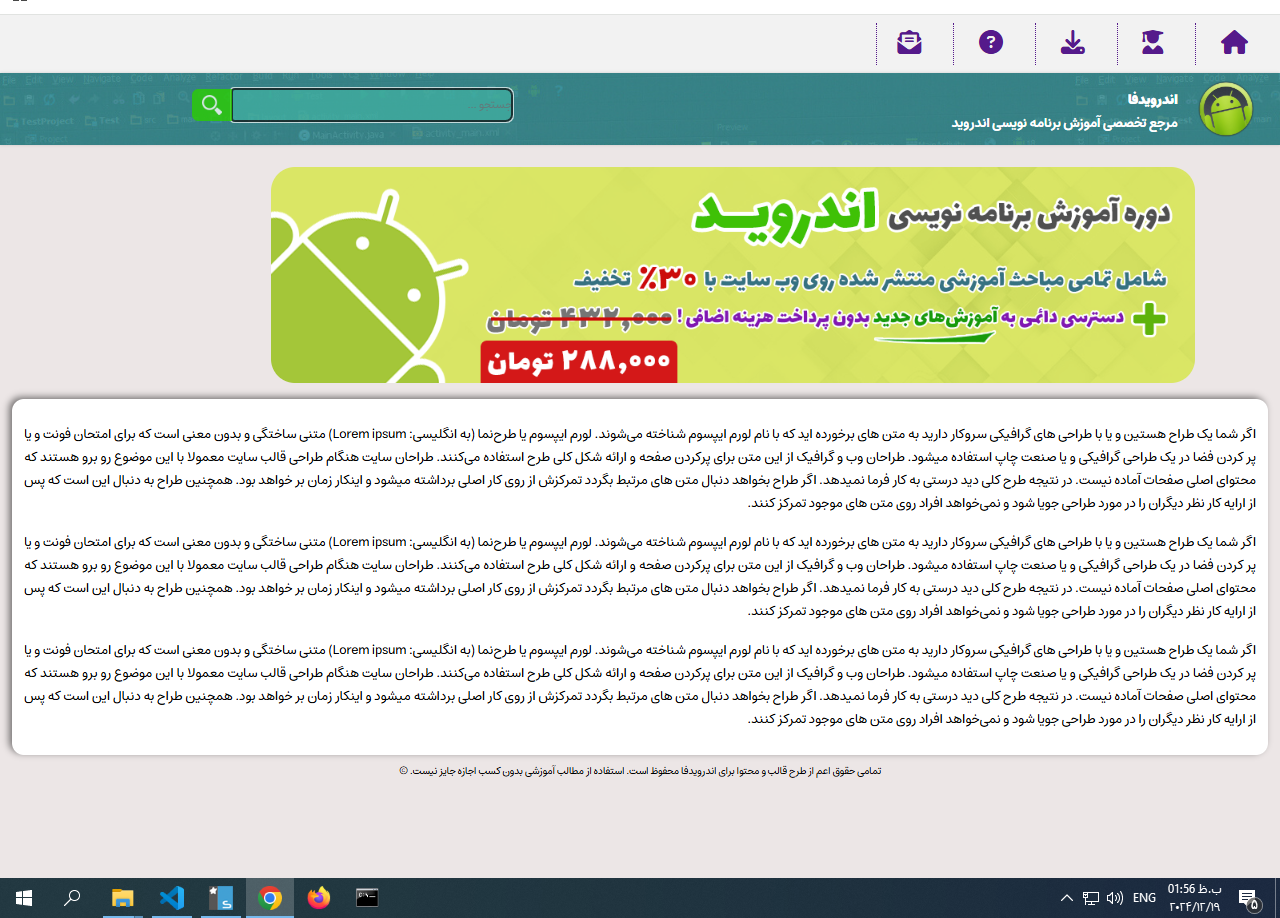 اندرویدفا
مرجع تخصصی آموزش برنامه نویسی اندروید
جستجو ...
دوره آموزش برنامه نویسی اندرویـد
شامل تمامی مباحث آموزشی منتشر شده روی وب سایت با ۳۰٪ تخفیف
دسترسی دائمی به آموزش‌های جدید بدون پرداخت هزینه اضافی !
۴۳۲,۰۰۰ تومان
۲۸۸,۰۰۰ تومان
اگر شما یک طراح هستین و یا با طراحی های گرافیکی سروکار دارید به متن های برخورده اید که با نام لورم ایپسوم شناخته می‌شوند. لورم ایپسوم یا طرح‌نما (به انگلیسی: Lorem ipsum) متنی ساختگی و بدون معنی است که برای امتحان فونت و یا
پر کردن فضا در یک طراحی گرافیکی و یا صنعت چاپ استفاده میشود. طراحان وب و گرافیک از این متن برای پرکردن صفحه و ارائه شکل کلی طرح استفاده می‌کنند. طراحان سایت هنگام طراحی قالب سایت معمولا با این موضوع رو برو هستند که
محتوای اصلی صفحات آماده نیست. در نتیجه طرح کلی دید درستی به کار فرما نمیدهد. اگر طراح بخواهد دنبال متن های مرتبط بگردد تمرکزش از روی کار اصلی برداشته میشود و اینکار زمان بر خواهد بود. همچنین طراح به دنبال این است که پس
از ارایه کار نظر دیگران را در مورد طراحی جویا شود و نمی‌خواهد افراد روی متن های موجود تمرکز کنند.
اگر شما یک طراح هستین و یا با طراحی های گرافیکی سروکار دارید به متن های برخورده اید که با نام لورم ایپسوم شناخته می‌شوند. لورم ایپسوم یا طرح‌نما (به انگلیسی: Lorem ipsum) متنی ساختگی و بدون معنی است که برای امتحان فونت و یا
پر کردن فضا در یک طراحی گرافیکی و یا صنعت چاپ استفاده میشود. طراحان وب و گرافیک از این متن برای پرکردن صفحه و ارائه شکل کلی طرح استفاده می‌کنند. طراحان سایت هنگام طراحی قالب سایت معمولا با این موضوع رو برو هستند که
محتوای اصلی صفحات آماده نیست. در نتیجه طرح کلی دید درستی به کار فرما نمیدهد. اگر طراح بخواهد دنبال متن های مرتبط بگردد تمرکزش از روی کار اصلی برداشته میشود و اینکار زمان بر خواهد بود. همچنین طراح به دنبال این است که پس
از ارایه کار نظر دیگران را در مورد طراحی جویا شود و نمی‌خواهد افراد روی متن های موجود تمرکز کنند.
اگر شما یک طراح هستین و یا با طراحی های گرافیکی سروکار دارید به متن های برخورده اید که با نام لورم ایپسوم شناخته می‌شوند. لورم ایپسوم یا طرح‌نما (به انگلیسی: Lorem ipsum) متنی ساختگی و بدون معنی است که برای امتحان فونت و یا
پر کردن فضا در یک طراحی گرافیکی و یا صنعت چاپ استفاده میشود. طراحان وب و گرافیک از این متن برای پرکردن صفحه و ارائه شکل کلی طرح استفاده می‌کنند. طراحان سایت هنگام طراحی قالب سایت معمولا با این موضوع رو برو هستند که
محتوای اصلی صفحات آماده نیست. در نتیجه طرح کلی دید درستی به کار فرما نمیدهد. اگر طراح بخواهد دنبال متن های مرتبط بگردد تمرکزش از روی کار اصلی برداشته میشود و اینکار زمان بر خواهد بود. همچنین طراح به دنبال این است که پس
از ارایه کار نظر دیگران را در مورد طراحی جویا شود و نمی‌خواهد افراد روی متن های موجود تمرکز کنند.
تمامی حقوق اعم از طرح قالب و محتوا برای اندرویدفا محفوظ است. استفاده از مطالب آموزشی بدون کسب اجازه جایز نیست. ©
ENG
01:56 ب.ظ
۲۰۲۴/۱۲/۱۹
۵